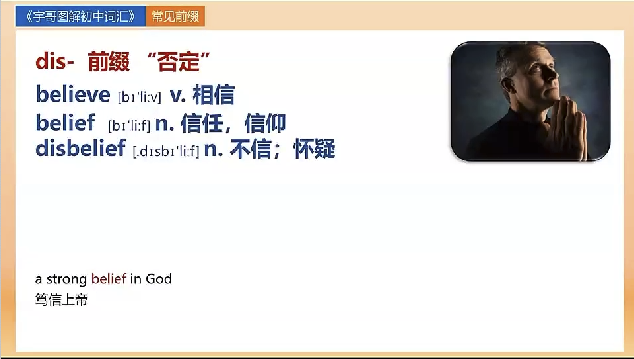 《宇哥图解初中词汇》 常见前缀
dis- 前缀 “否定”
believe [bɪˈliːv] v. 相信
belief [bɪˈliːf] n. 信任，信仰
disbelief [ˌdɪsbɪˈliːf] n. 不信；怀疑
a strong belief in God
笃信上帝